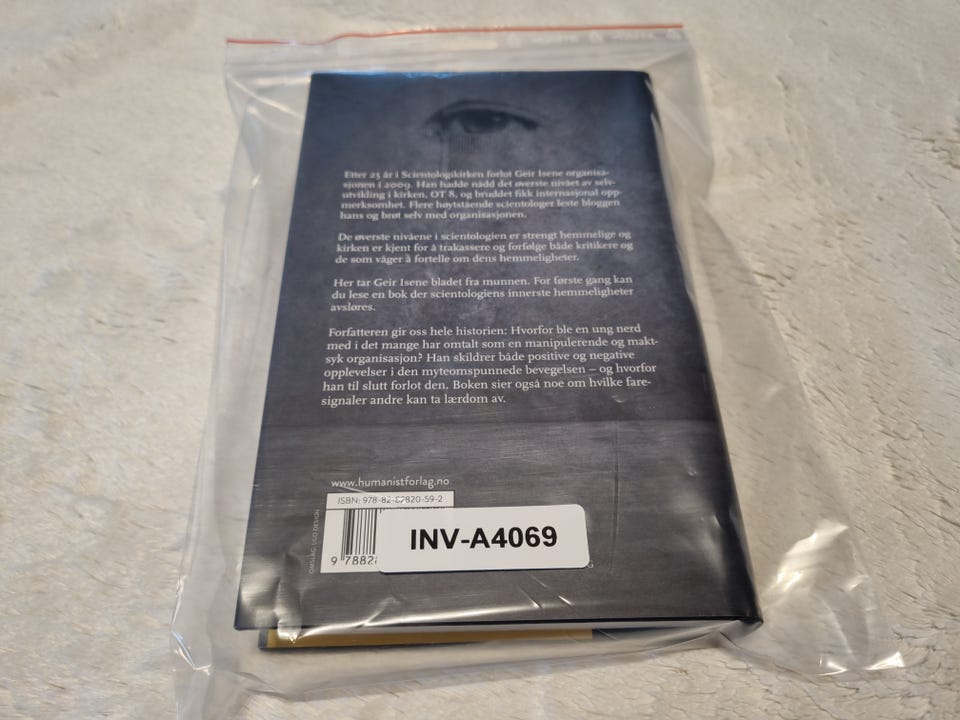 Etter 25 år i Scientologikirken forlot Geir Isene organisa-
sjonen i 2009. Han hadde nådd det øverste nivået av selv-
utvikling i kirken, OT 8, og bruddet fikk internasjonal opp-
merksomhet. Flere høytstående scientologer leste bloggen
hans og brøt selv med organisasjonen.
De øverste nivåene i scientologien er strengt hemmelige og
kirken er kjent for å trakassere og forfølge både kritikere og
de som våger å fortelle om dens hemmeligheter.
Her tar Geir Isene bladet fra munnen. For første gang kan
du lese en bok der scientologiens innerste hemmeligheter
avsløres.
Forfatteren gir oss hele historien: Hvorfor ble en ung nerd
med i det mange har omtalt som en manipulerende og makt-
syk organisasjon? Han skildrer både positive og negative
opplevelser i den myteomspunnede bevegelsen – og hvorfor
han til slutt forlot den. Boken sier også noe om hvilke fare-
signaler andre kan ta lærdom av.
www.humanistforlag.no
ISBN: 978-82-82820-59-2
OMSLAG: UGO DESIGN
INV-A4069
9 78828